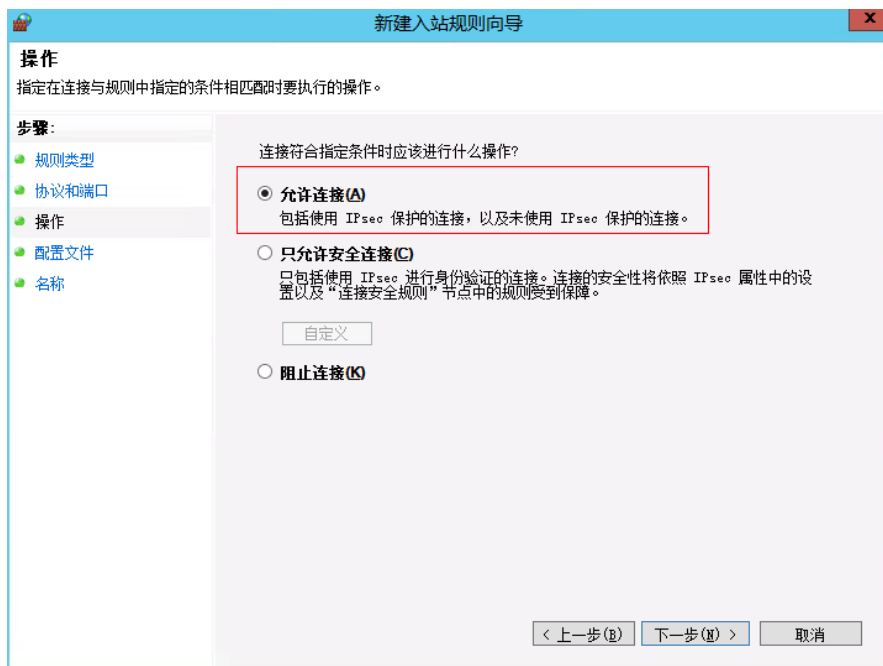 新建入站规则向导
x
操作
指定在连接与规则中指定的条件相匹配时要执行的操作。
步骤:
规则类型
协议和端口
操作
配置文件
名称
连接符合指定条件时应该进行什么操作?
允许连接(A)
包括使用 IPsec 保护的连接，以及未使用 IPsec 保护的连接。
只允许安全连接(C)
只包括使用 IPsec 进行身份验证的连接。连接的安全性将依照 IPsec 属性中的设
置以及“连接安全规则”节点中的规则受到保障。
自定义
阻止连接(K)
< 上一步(B)
下一步(N) >
取消